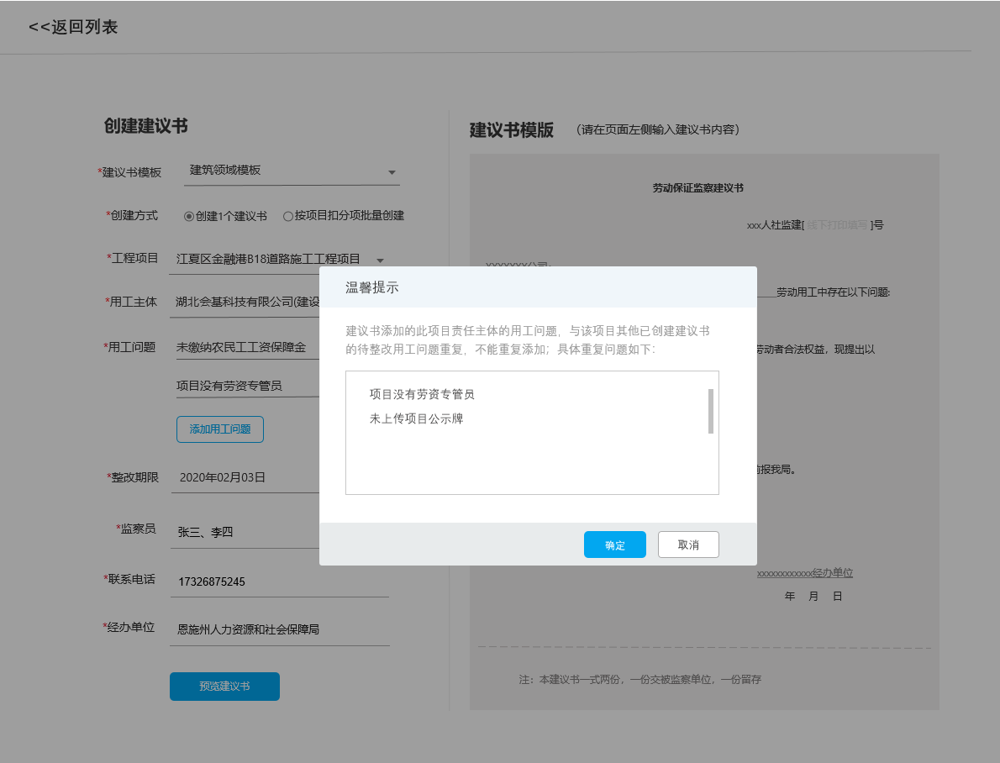 <<返回列表
创建建议书
*建议书模板 建筑领域模板
*创建方式 创建1个建议书 按项目扣分项批量创建
*工程项目 江夏区金融港B18道路施工工程项目
*用工主体 湖北会基科技有限公司(建设
*用工问题 未缴纳农民工工资保障金
项目没有劳资专管员
添加用工问题
*整改期限 2020年02月03日
*监察员 张三、李四
*联系电话 17326875245
*经办单位 恩施州人力资源和社会保障局
预览建议书
建议书模版 （请在页面左侧输入建议书内容）
劳动保证监察建议书
xxx人社监建[ 线下打印填写 ]号
XXXXXXX公司:
劳动用工中存在以下问题:
劳动者合法权益，现提出以
前报我局。
xxxxxxxxxxx经办单位
年 月 日
注：本建议书一式两份，一份交被监察单位，一份留存
温馨提示
建议书添加的此项目责任主体的用工问题，与该项目其他已创建建议书
的待整改用工问题重复，不能重复添加；具体重复问题如下：
项目没有劳资专管员
未上传项目公示牌
确定 取消